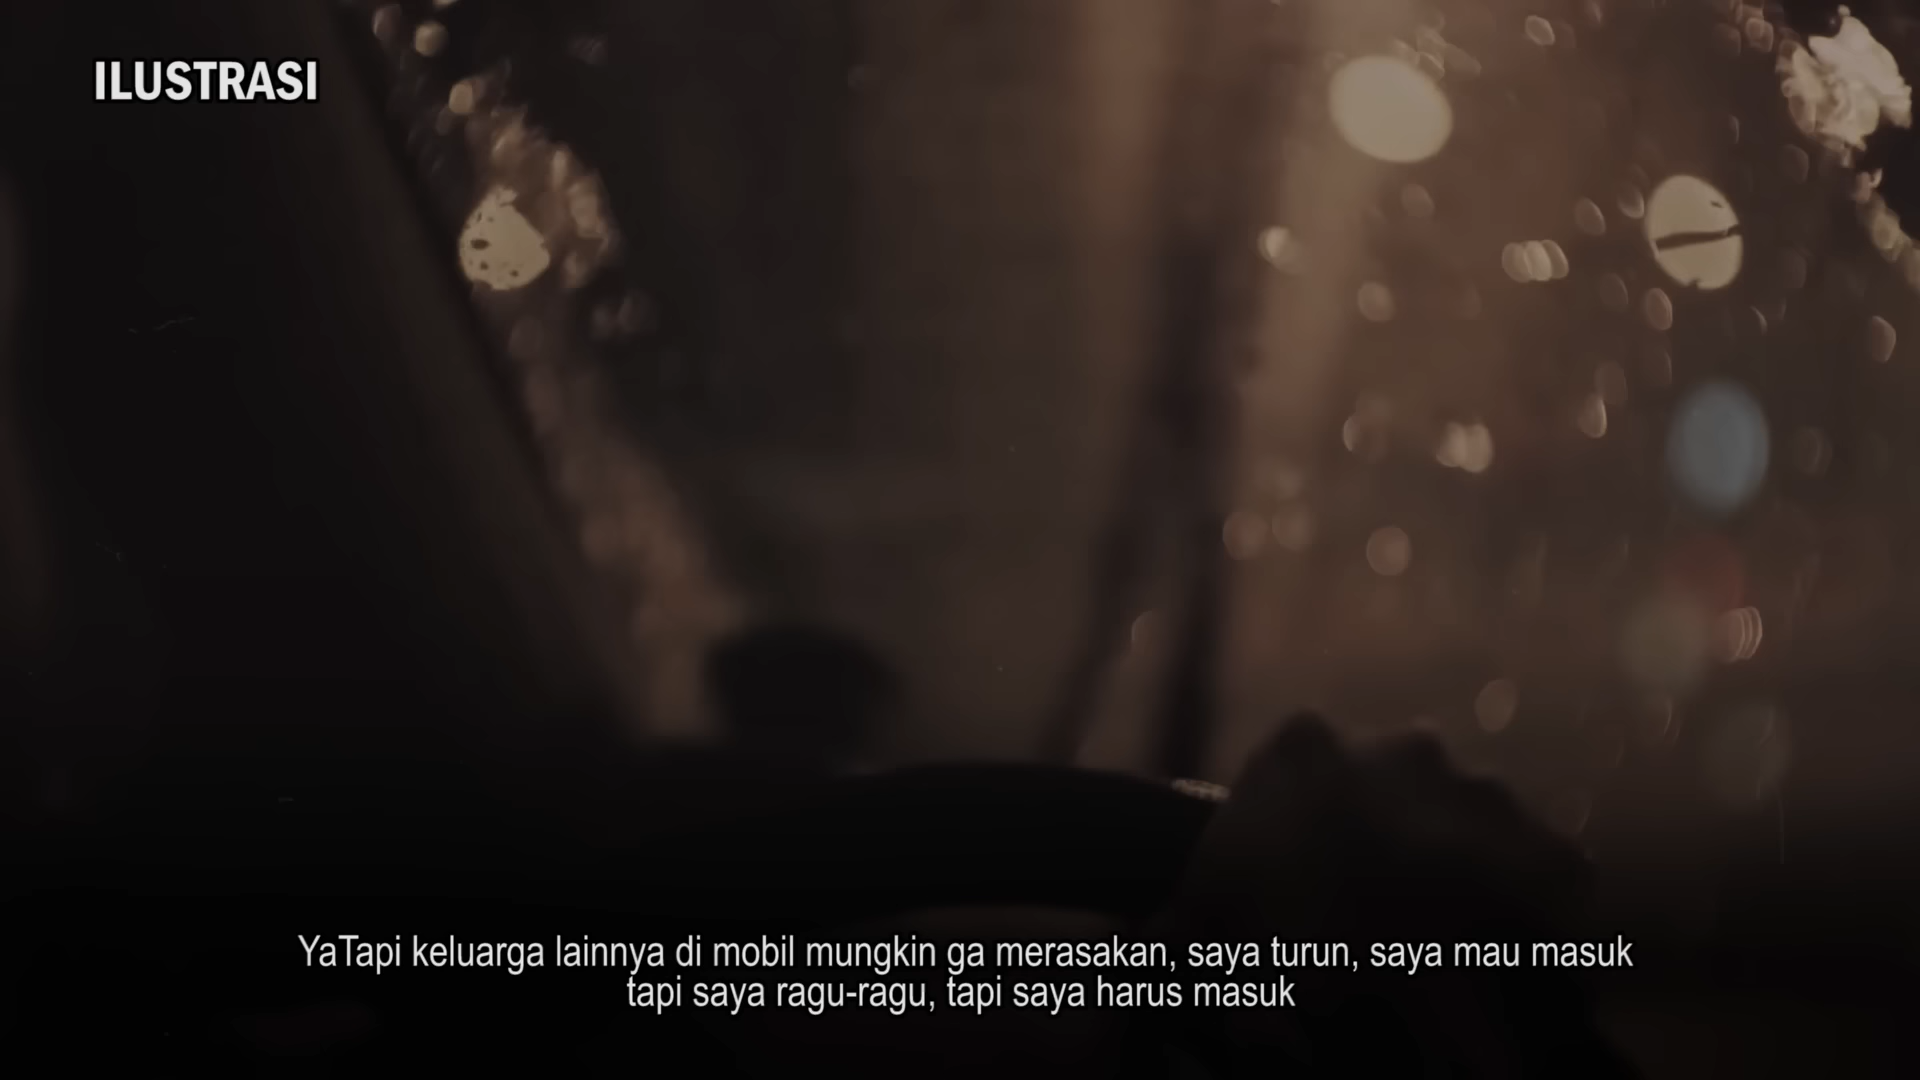 ILUSTRASI
YaTapi keluarga lainnya di mobil mungkin ga merasakan, saya turun, saya mau masuk
tapi saya ragu-ragu, tapi saya harus masuk